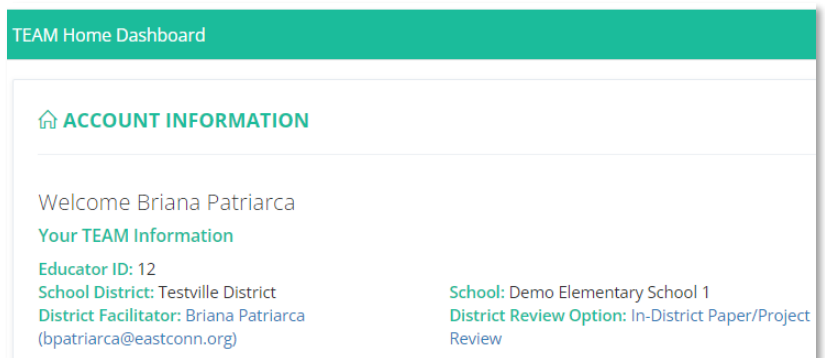 TEAM Home Dashboard
ACCOUNT INFORMATION
Welcome Briana Patriarca
Your TEAM Information
Educator ID: 12
School District: Testville District
District Facilitator: Briana Patriarca
(bpatriarca@eastconn.org)
School: Demo Elementary School 1
District Review Option: In-District Paper/Project
Review